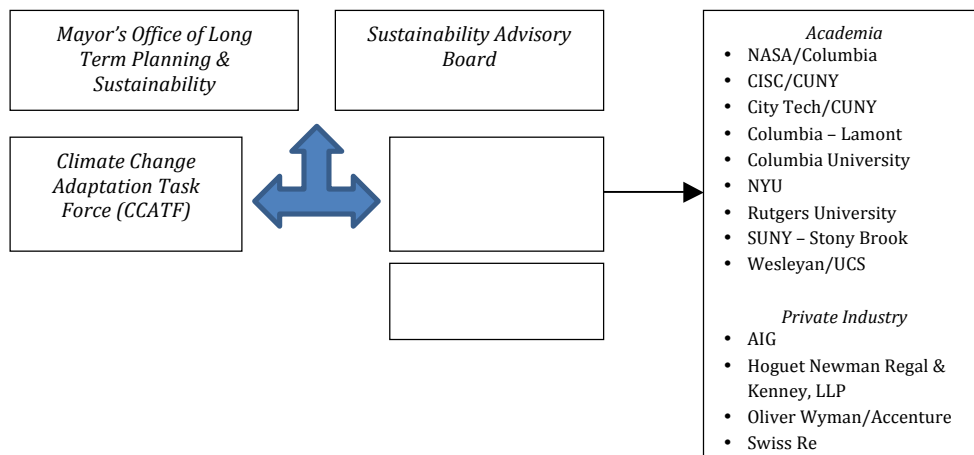 Mayor’s Office of Long
Term Planning &
Sustainability
Sustainability Advisory
Board
Climate Change
Adaptation Task
Force (CCATF)
Academia
• NASA/Columbia
• CISC/CUNY
• City Tech/CUNY
• Columbia – Lamont
• Columbia University
• NYU
• Rutgers University
• SUNY – Stony Brook
• Wesleyan/UCS
Private Industry
• AIG
• Hoguet Newman Regal &
Kenney, LLP
• Oliver Wyman/Accenture
• Swiss Re